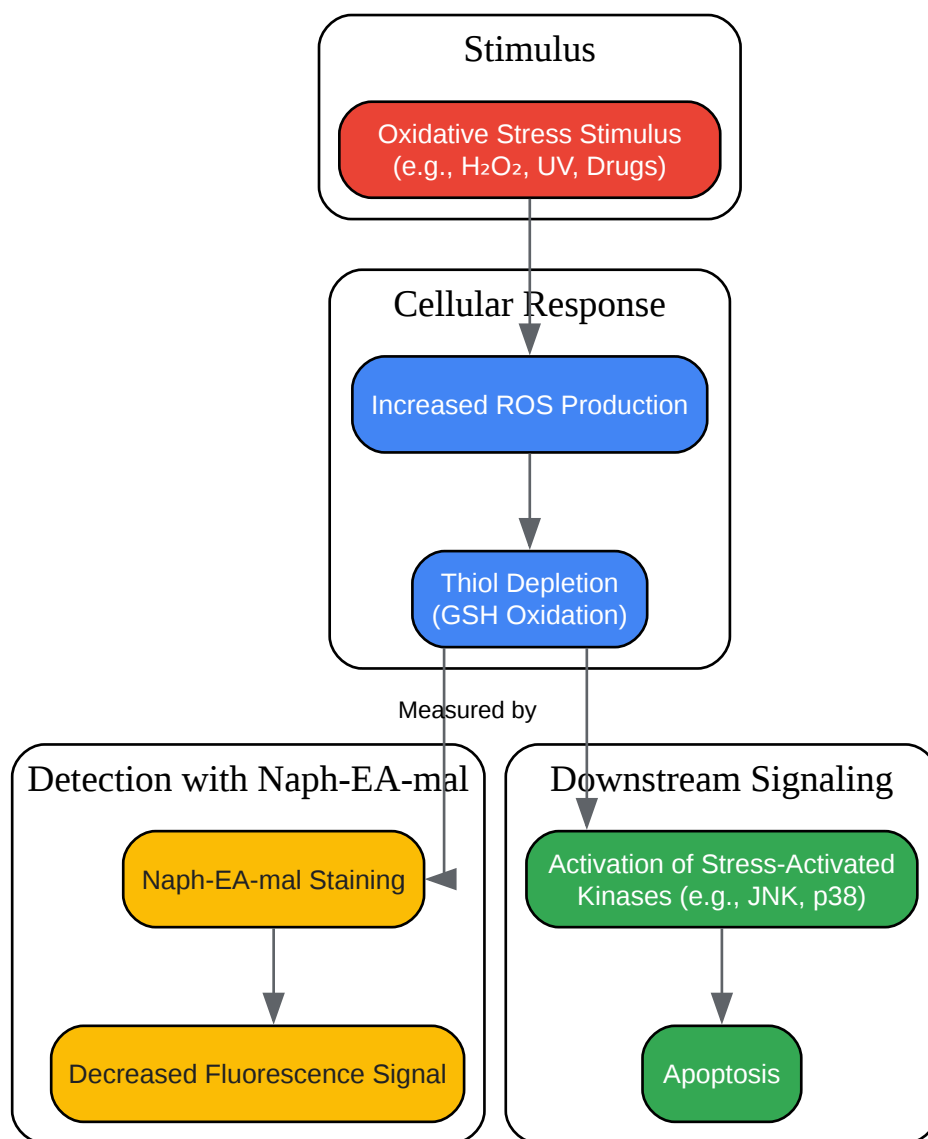 Stimulus
Oxidative Stress Stimulus
(e.g., H₂O₂, UV, Drugs)
Cellular Response
Increased ROS Production
Thiol Depletion
(GSH Oxidation)
Measured by
Detection with Naph-EA-mal
Naph-EA-mal Staining
Decreased Fluorescence Signal
Downstream Signaling
Activation of Stress-Activated
Kinases (e.g., JNK, p38)
Apoptosis